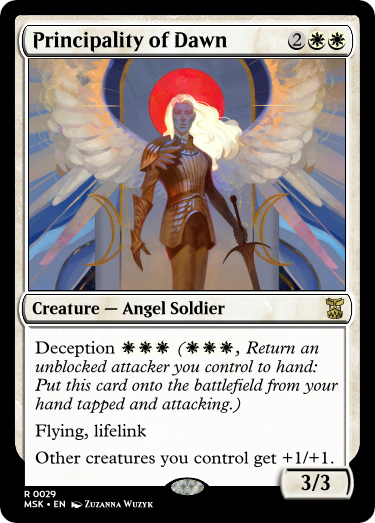 Principality of Dawn 2
Creature — Angel Soldier
Deception (, Return an
unblocked attacker you control to hand:
Put this card onto the battlefield from your
hand tapped and attacking.)
Flying, lifelink
Other creatures you control get +1/+1.
3/3
R 0029
MSK • EN Zuzanna Wuzyk